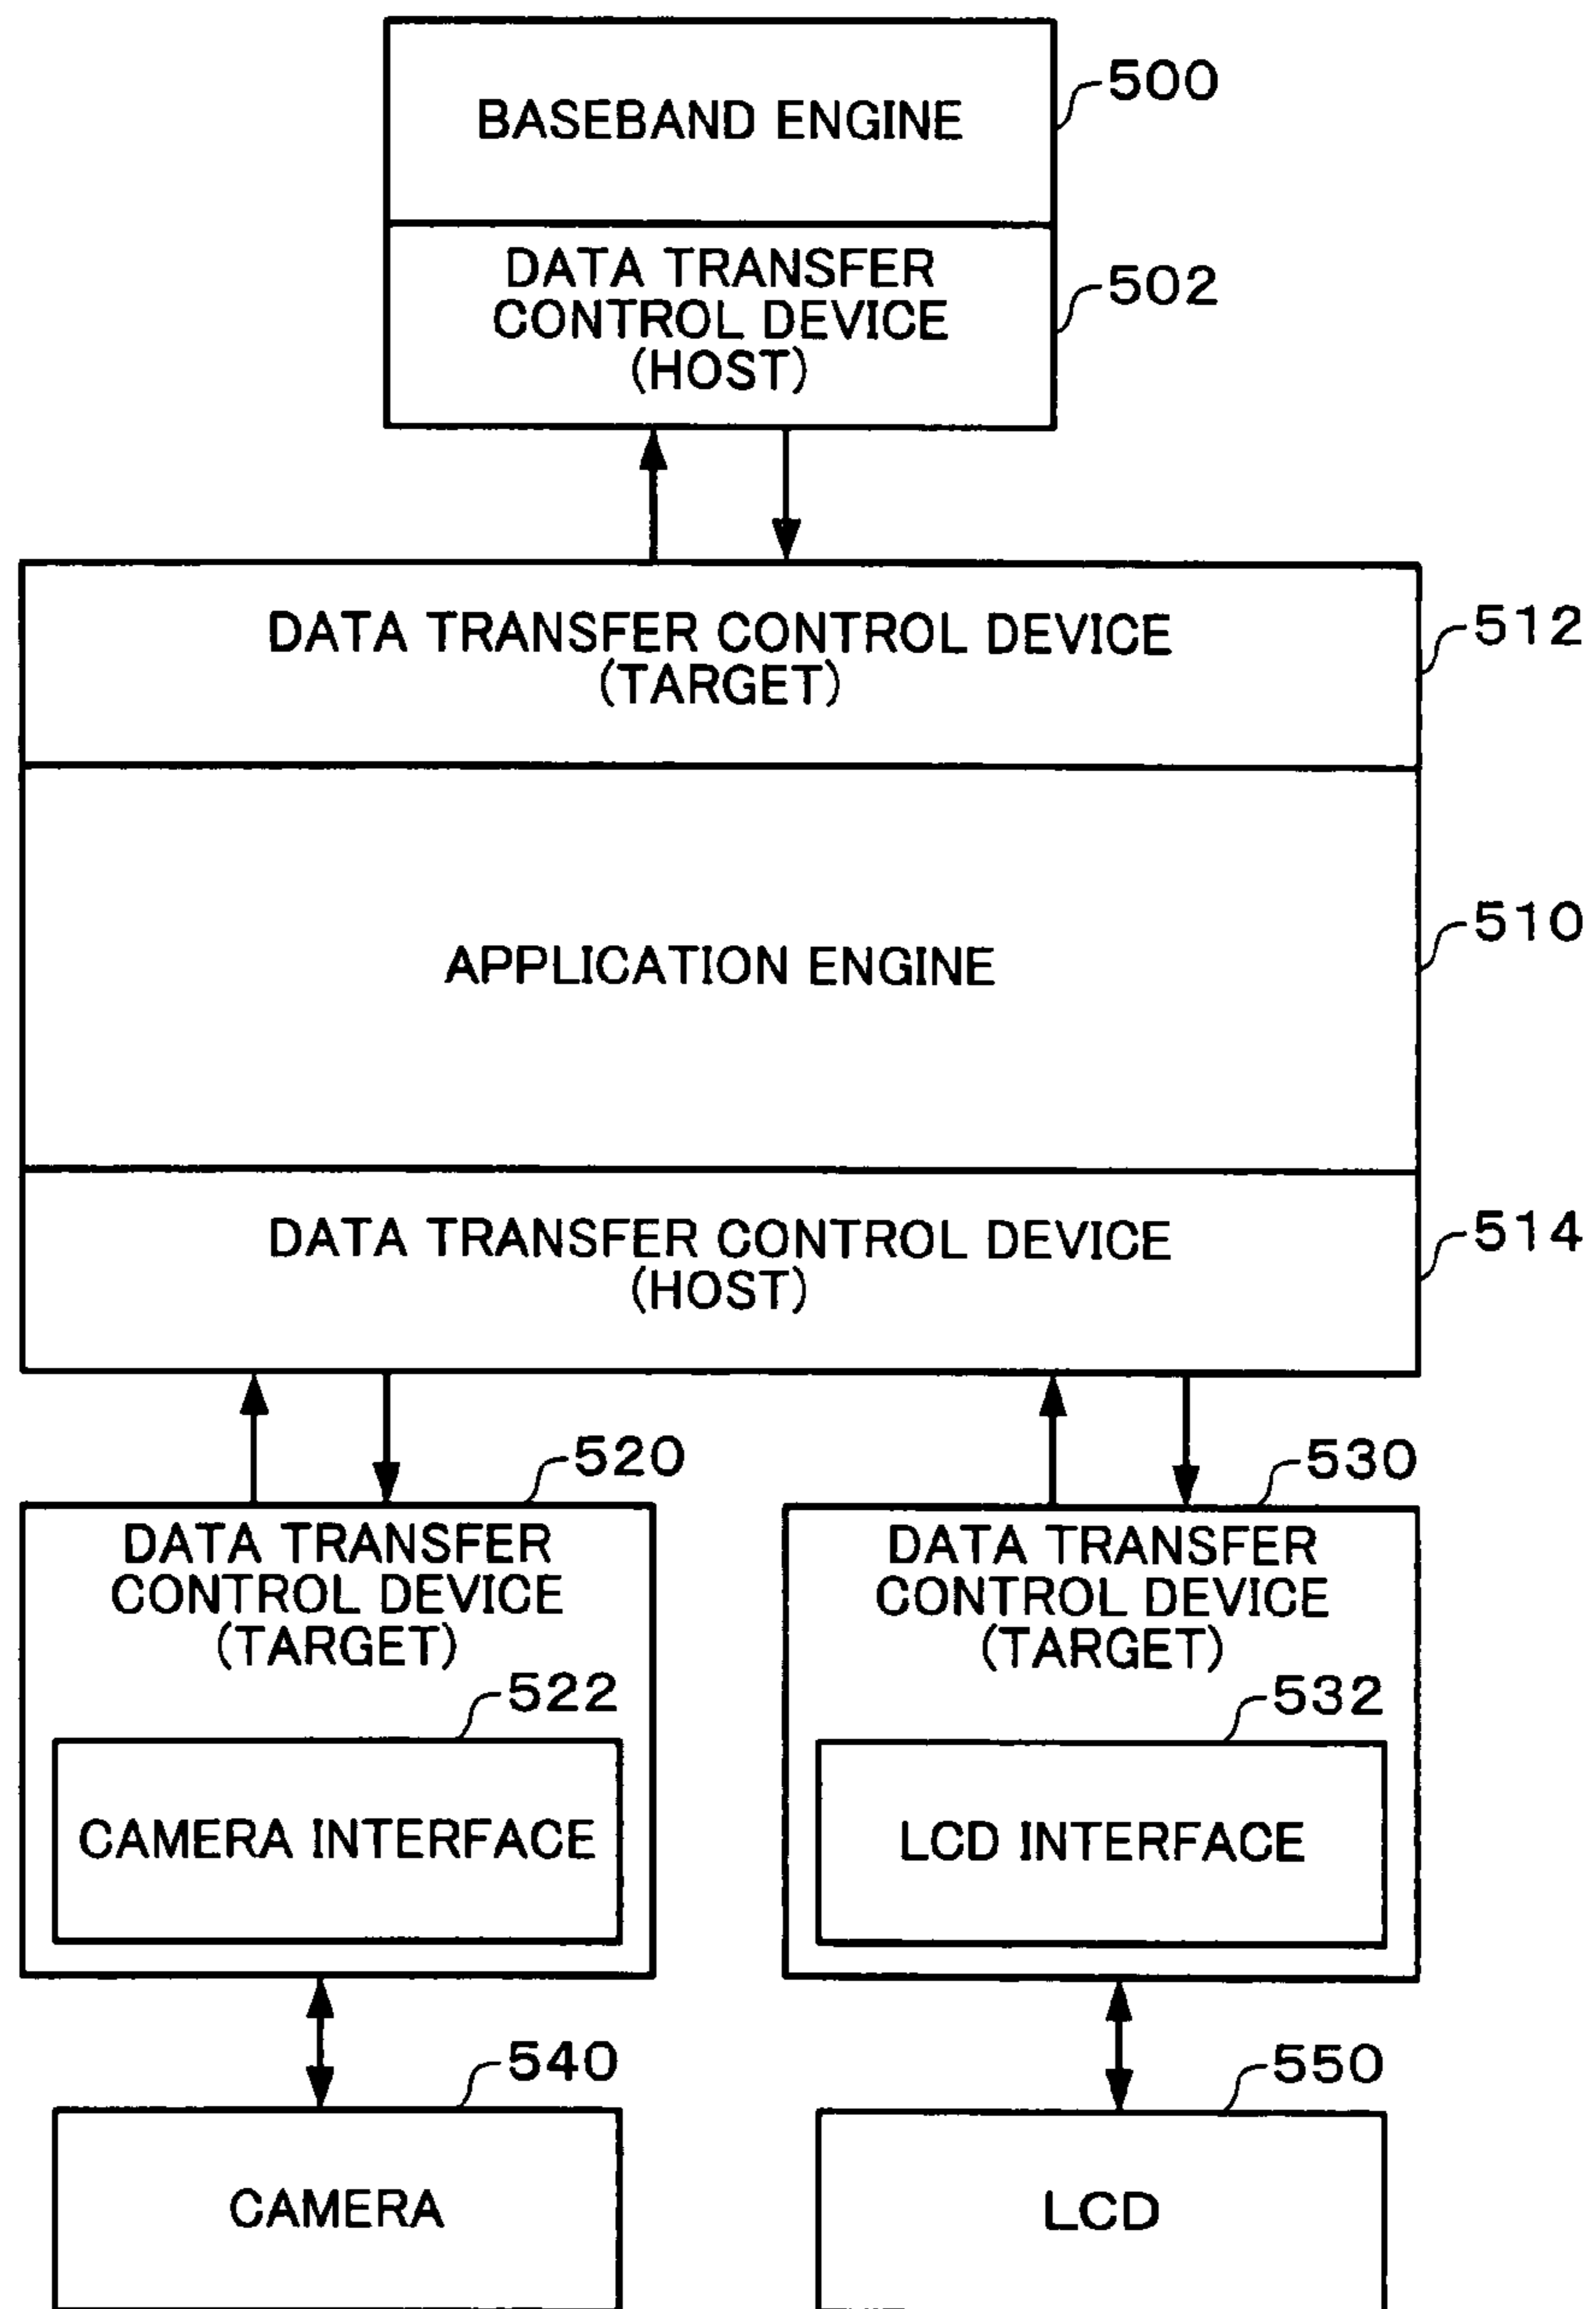 BASEBAND ENGINE
500
DATA TRANSFER
CONTROL DEVICE
(HOST)
502
DATA TRANSFER CONTROL DEVICE
(TARGET)
512
APPLICATION ENGINE
510
DATA TRANSFER CONTROL DEVICE
(HOST)
514
520
DATA TRANSFER
CONTROL DEVICE
(TARGET)
522
CAMERA INTERFACE
530
DATA TRANSFER
CONTROL DEVICE
(TARGET)
532
LCD INTERFACE
540
CAMERA
550
LCD